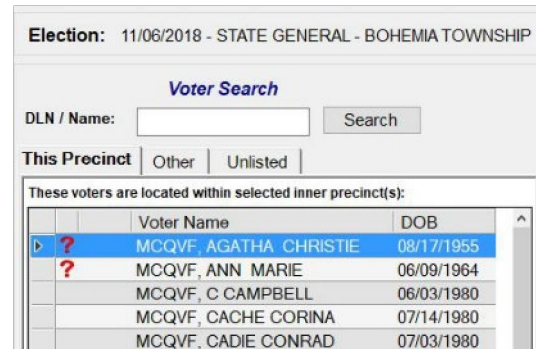 Election: 11/06/2018 - STATE GENERAL - BOHEMIA TOWNSHIP
Voter Search
DLN / Name: Search
This Precinct Other Unlisted
These voters are located within selected inner precinct(s):
Voter Name DOB
? MCQVF, AGATHA CHRISTIE 08/17/1955
? MCQVF, ANN MARIE 06/09/1964
MCQVF, C CAMPBELL 06/03/1980
MCQVF, CACHE CORINA 07/14/1980
MCQVF, CADIE CONRAD 07/03/1980